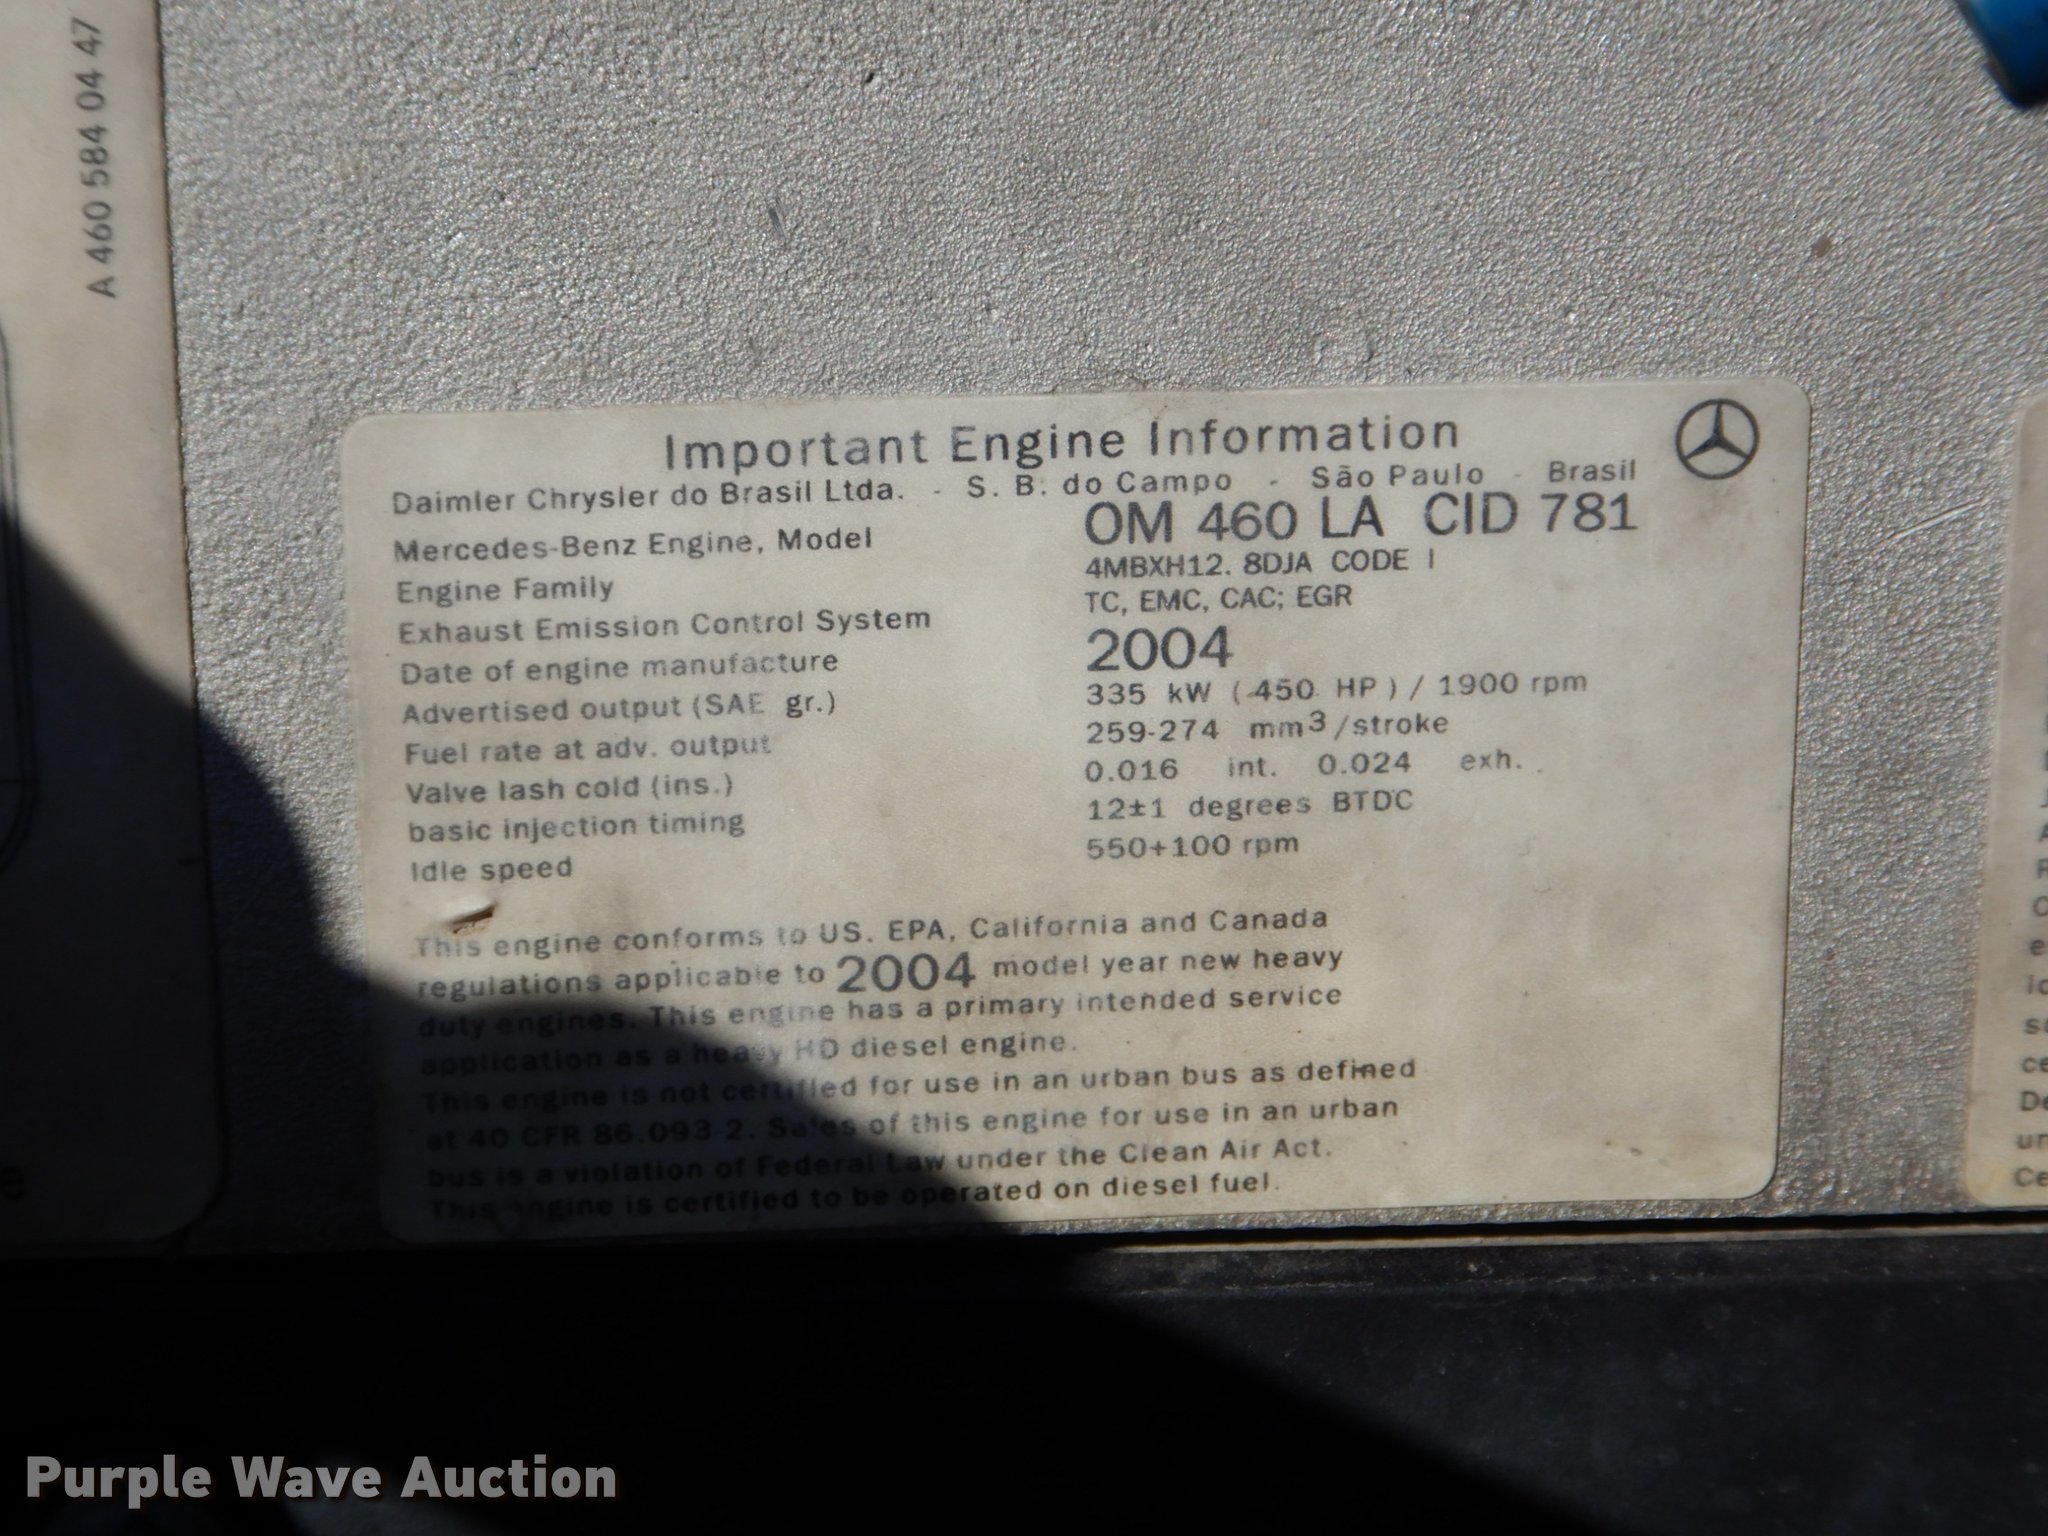 A 460 584 04 47
Important Engine Information
Daimler Chrysler do Brasil Ltda. - S. B. do Campo - São Paulo - Brasil
Mercedes-Benz Engine, Model OM 460 LA CID 781
Engine Family 4MBXH12. 8DJA CODE I
Exhaust Emission Control System TC, EMC, CAC; EGR
Date of engine manufacture 2004
Advertised output (SAE gr.) 335 kW ( 450 HP ) / 1900 rpm
Fuel rate at adv. output 259-274 mm3/stroke
Valve lash cold (ins.) 0.016 int. 0.024 exh.
basic injection timing 12±1 degrees BTDC
Idle speed 550+100 rpm
This engine conforms to US. EPA, California and Canada
regulations applicable to 2004 model year new heavy
duty engines. This engine has a primary intended service
application as a heavy HD diesel engine.
This engine is not certified for use in an urban bus as defined
at 40 CFR 86.093-2. Sales of this engine for use in an urban
bus is a violation of Federal Law under the Clean Air Act.
This engine is certified to be operated on diesel fuel.
Purple Wave Auction